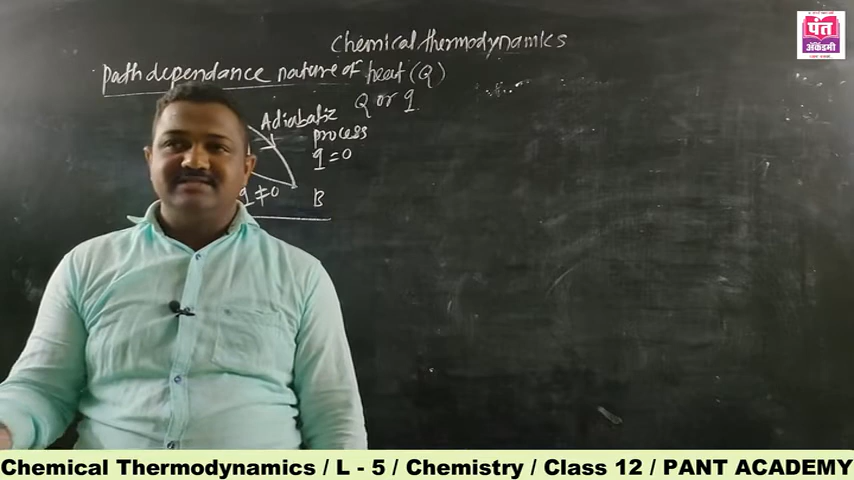 Chemical thermodynamics
path dependance nature of heat (Q)
Q or q
Adiabatic
process
q = 0
q ≠ 0
B
पंत
अॅकॅडमी
Chemical Thermodynamics / L - 5 / Chemistry / Class 12 / PANT ACADEMY